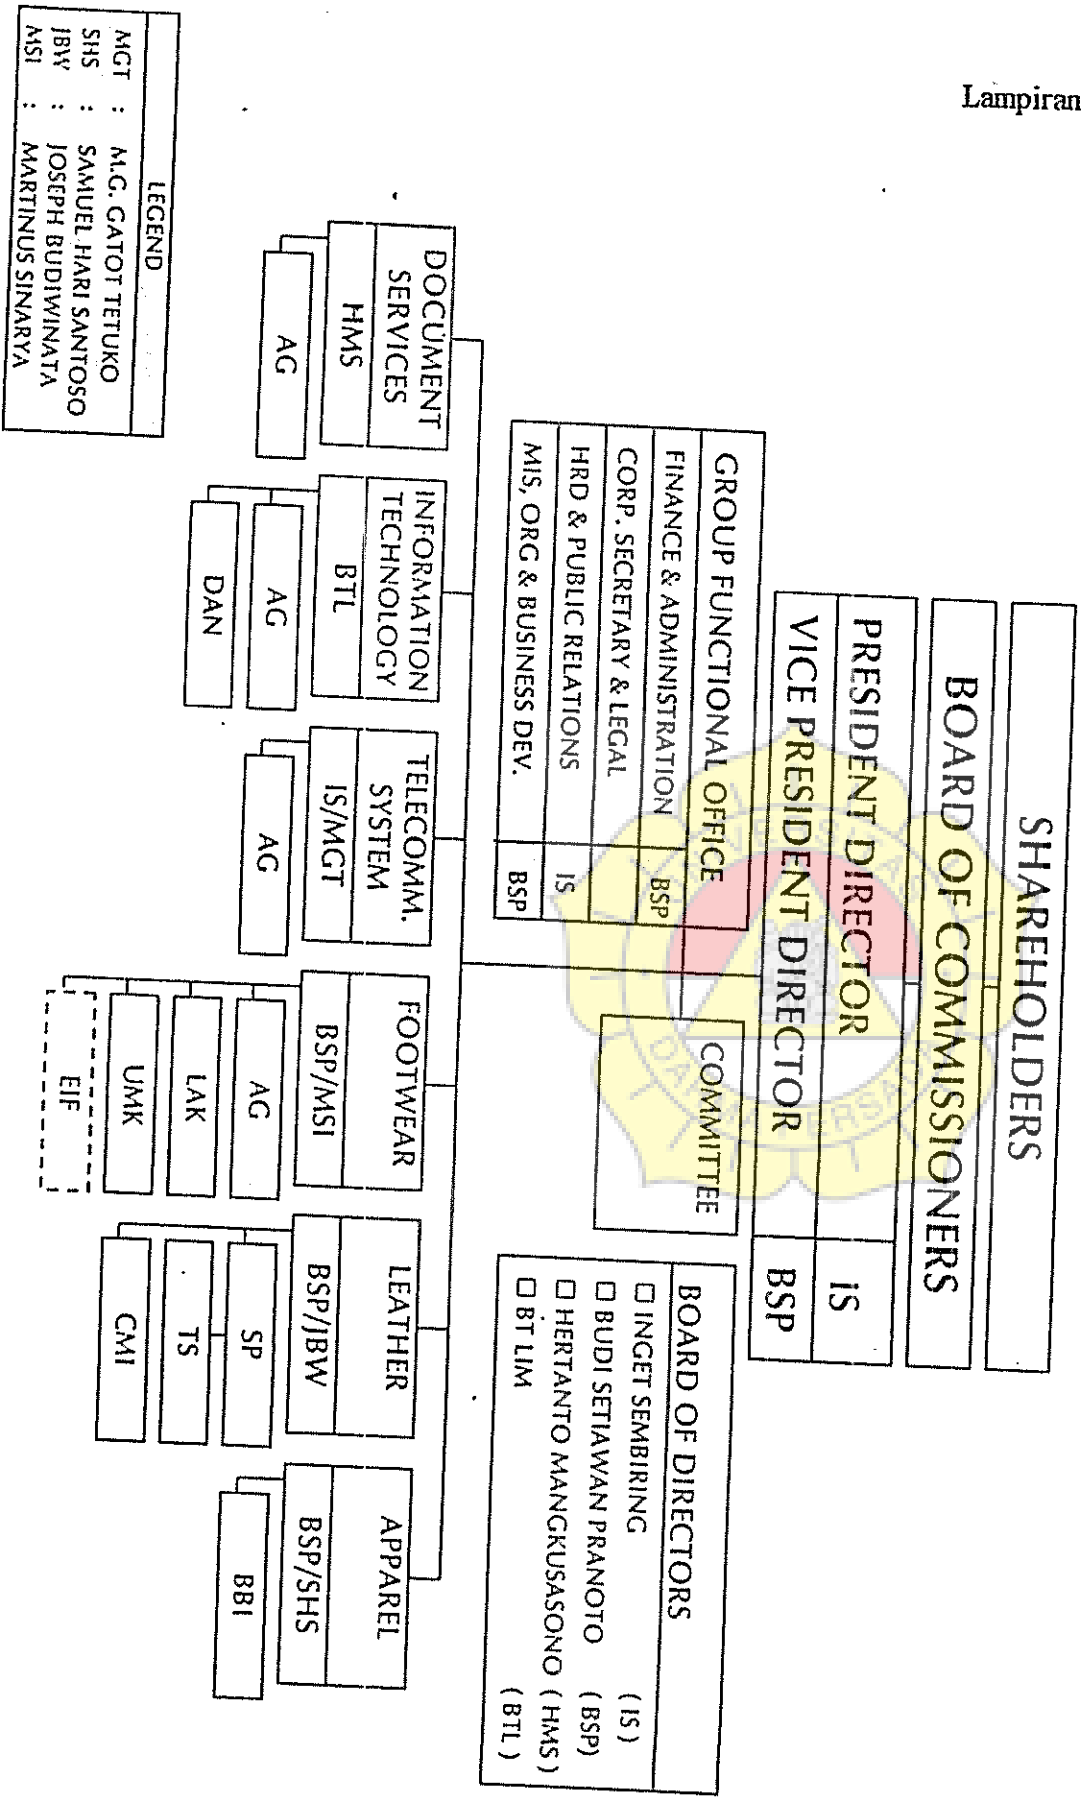 Lampiran
SHAREHOLDERS
BOARD OF COMMISSIONERS
PRESIDENT DIRECTOR IS
VICE PRESIDENT DIRECTOR BSP
GROUP FUNCTIONAL OFFICE
FINANCE & ADMINISTRATION BSP
CORP. SECRETARY & LEGAL
HRD & PUBLIC RELATIONS IS
MIS, ORG & BUSINESS DEV. BSP
COMMITTEE
BOARD OF DIRECTORS
☐ INGET SEMBIRING ( IS )
☐ BUDI SETIAWAN PRANOTO ( BSP)
☐ HERTANTO MANGKUSASONO ( HMS )
☐ BT LIM ( BTL )
DOCUMENT
SERVICES
HMS
AG
INFORMATION
TECHNOLOGY
BTL
AG
DAN
TELECOMM.
SYSTEM
IS/MGT
AG
FOOTWEAR
BSP/MSI
AG
LAK
UMK
EIF
LEATHER
BSP/JBW
SP
TS
CMI
APPAREL
BSP/SHS
BBI
LEGEND
MGT : M.G. GATOT TETUKO
SHS : SAMUEL HARI SANTOSO
JBW : JOSEPH BUDIWINATA
MSI : MARTINUS SINARYA
UNIVERSITAS
DARMA PERSADA